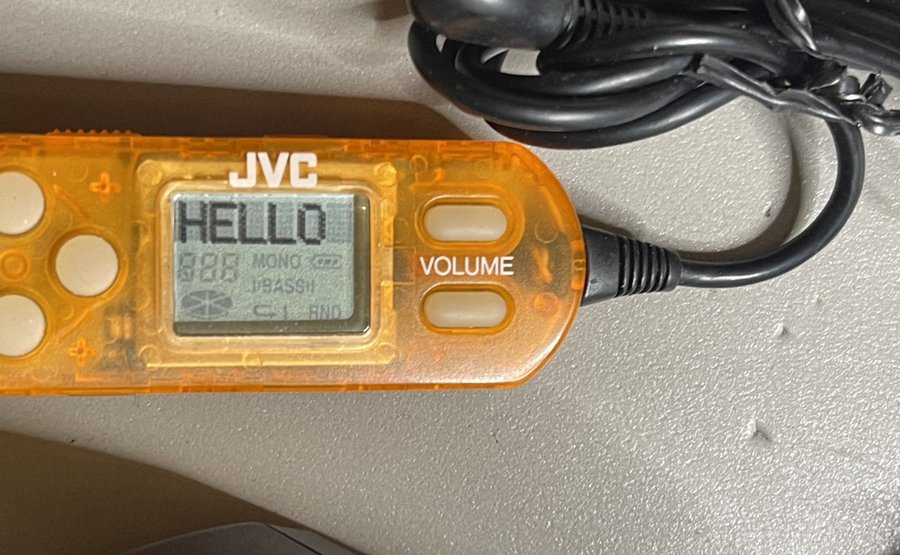 JVC
HELLO
888 MONO
BASS
1 RND
VOLUME